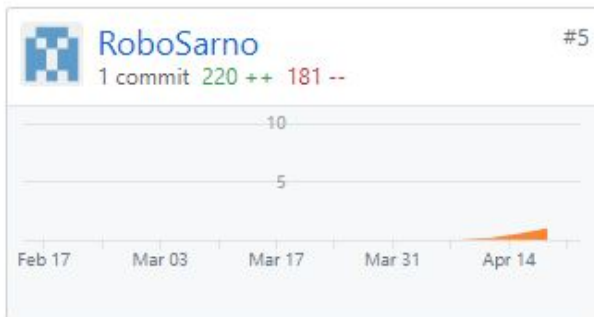 RoboSarno #5
1 commit 220 ++ 181 --
10
5
Feb 17 Mar 03 Mar 17 Mar 31 Apr 14